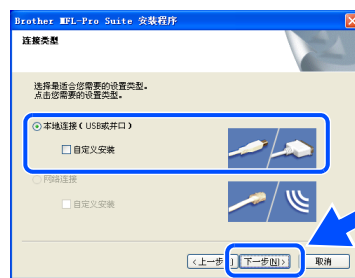 Brother MFL-Pro Suite 安装程序
连接类型
选择最适合您需要的设置类型。
点击您需要的设置类型。
本地连接（USB或并口）
自定义安装
网络连接
自定义安装
<上一步
下一步(N)>
取消